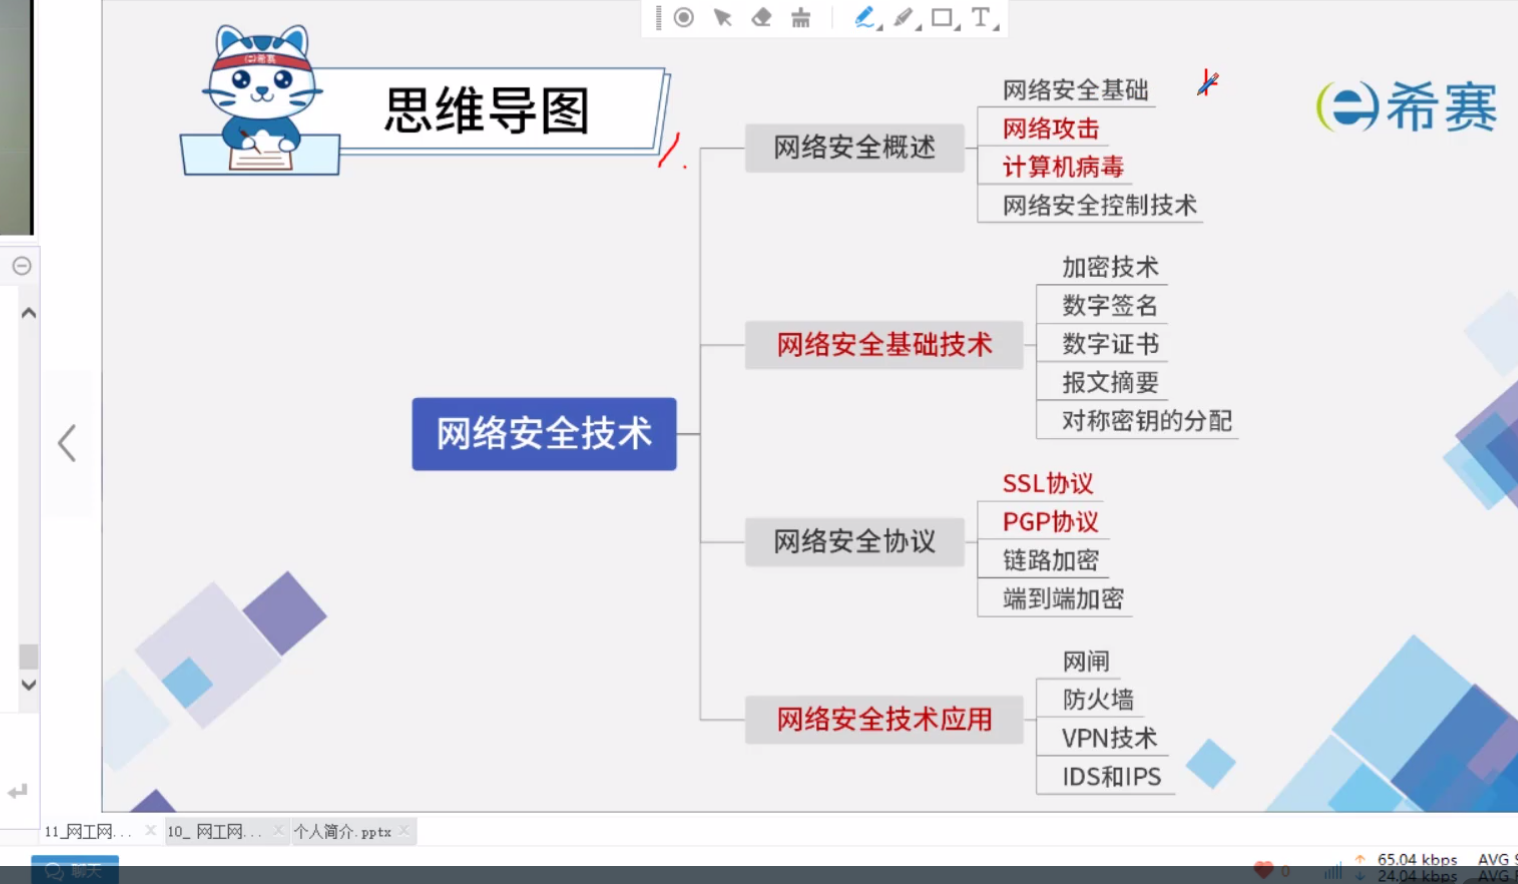 思维导图
希赛
网络安全技术
网络安全概述
网络安全基础
网络攻击
计算机病毒
网络安全控制技术
网络安全基础技术
加密技术
数字签名
数字证书
报文摘要
对称密钥的分配
网络安全协议
SSL协议
PGP协议
链路加密
端到端加密
网络安全技术应用
网闸
防火墙
VPN技术
IDS和IPS
11_网工网...
10_ 网工网...
个人简介.pptx
聊天
0
65.04 kbps
AVG
24.04 kbps
AVG